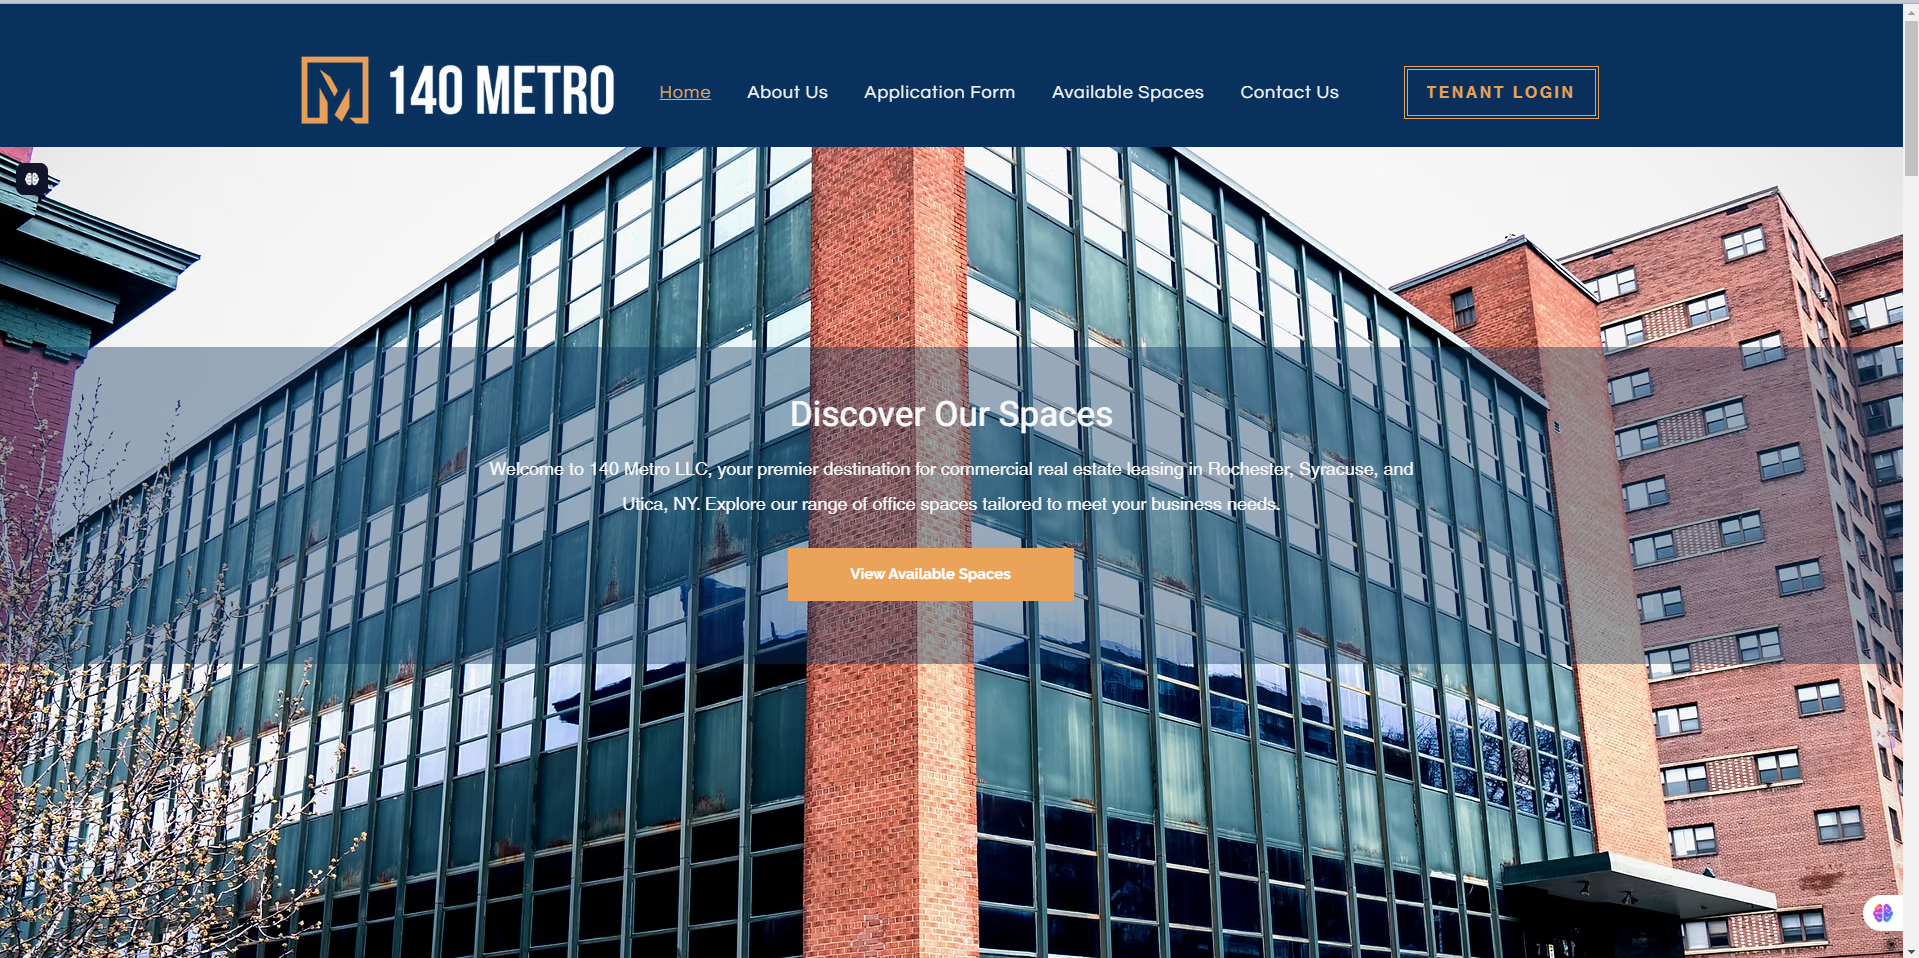 140 METRO
Home About Us Application Form Available Spaces Contact Us
TENANT LOGIN
Discover Our Spaces
Welcome to 140 Metro LLC, your premier destination for commercial real estate leasing in Rochester, Syracuse, and
Utica, NY. Explore our range of office spaces tailored to meet your business needs.
View Available Spaces